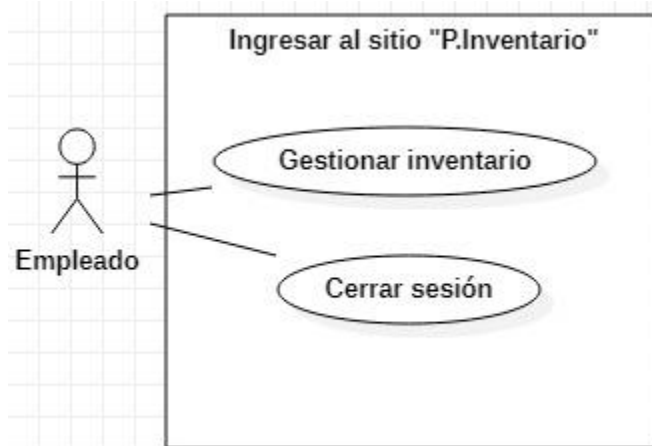 Ingresar al sitio "P.Inventario"
Gestionar inventario
Empleado
Cerrar sesión